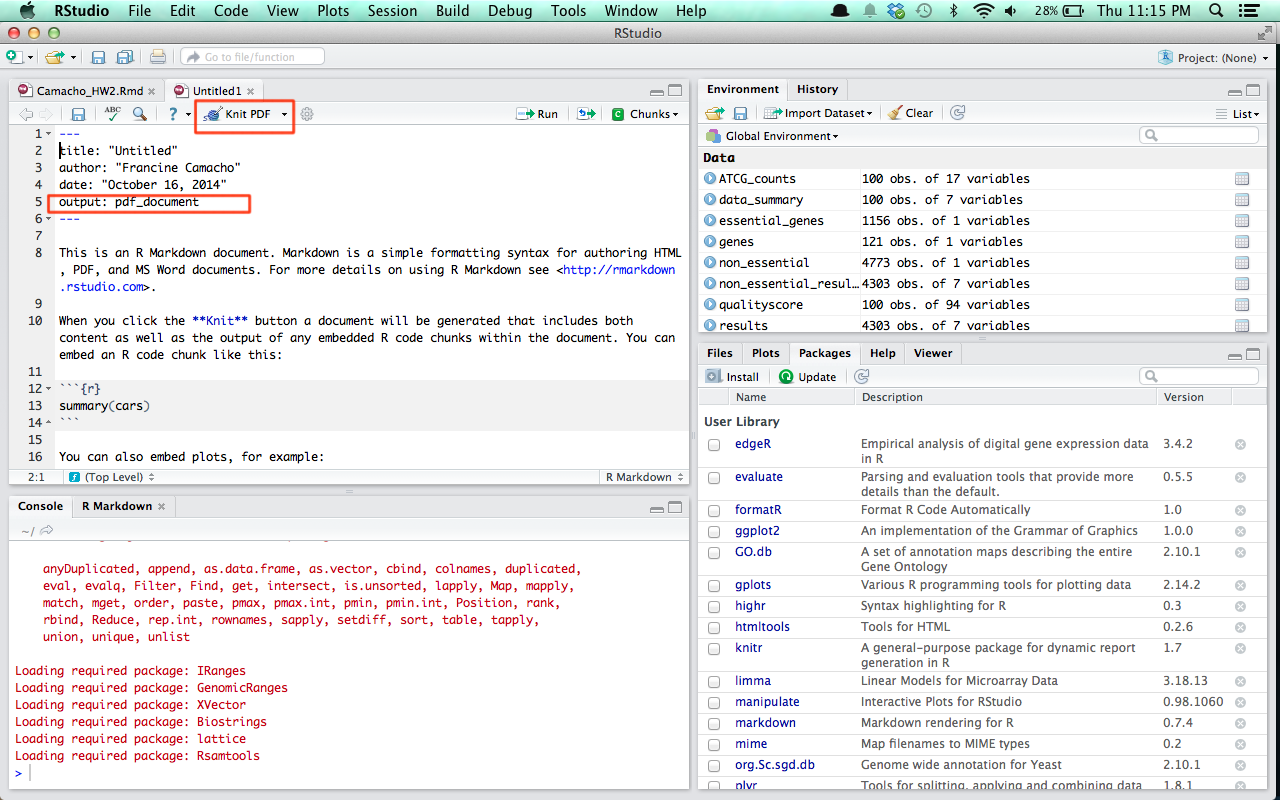 RStudio File Edit Code View Plots Session Build Debug Tools Window Help 28% Thu 11:15 PM
RStudio
Go to file/function Project: (None)
Camacho_HW2.Rmd Untitled1
ABC ? Knit PDF Run Chunks
1 ---
2 title: "Untitled"
3 author: "Francine Camacho"
4 date: "October 16, 2014"
5 output: pdf_document
6 ---
7
8 This is an R Markdown document. Markdown is a simple formatting syntax for authoring HTML
, PDF, and MS Word documents. For more details on using R Markdown see <http://rmarkdown
.rstudio.com>.
9
10 When you click the **Knit** button a document will be generated that includes both
content as well as the output of any embedded R code chunks within the document. You can
embed an R code chunk like this:
11
12 ```{r}
13 summary(cars)
14 ```
15
16 You can also embed plots, for example:
2:1 (Top Level) R Markdown
Console R Markdown
~/
anyDuplicated, append, as.data.frame, as.vector, cbind, colnames, duplicated,
eval, evalq, Filter, Find, get, intersect, is.unsorted, lapply, Map, mapply,
match, mget, order, paste, pmax, pmax.int, pmin, pmin.int, Position, rank,
rbind, Reduce, rep.int, rownames, sapply, setdiff, sort, table, tapply,
union, unique, unlist
Loading required package: IRanges
Loading required package: GenomicRanges
Loading required package: XVector
Loading required package: Biostrings
Loading required package: lattice
Loading required package: Rsamtools
>
Environment History
Import Dataset Clear List
Global Environment
Data
ATCG_counts 100 obs. of 17 variables
data_summary 100 obs. of 7 variables
essential_genes 1156 obs. of 1 variables
genes 121 obs. of 1 variables
non_essential 4773 obs. of 1 variables
non_essential_resul… 4303 obs. of 7 variables
qualityscore 100 obs. of 94 variables
results 4303 obs. of 7 variables
Files Plots Packages Help Viewer
Install Update
Name Description Version
User Library
edgeR Empirical analysis of digital gene expression data 3.4.2
in R
evaluate Parsing and evaluation tools that provide more 0.5.5
details than the default.
formatR Format R Code Automatically 1.0
ggplot2 An implementation of the Grammar of Graphics 1.0.0
GO.db A set of annotation maps describing the entire 2.10.1
Gene Ontology
gplots Various R programming tools for plotting data 2.14.2
highr Syntax highlighting for R 0.3
htmltools Tools for HTML 0.2.6
knitr A general-purpose package for dynamic report 1.7
generation in R
limma Linear Models for Microarray Data 3.18.13
manipulate Interactive Plots for RStudio 0.98.1060
markdown Markdown rendering for R 0.7.4
mime Map filenames to MIME types 0.2
org.Sc.sgd.db Genome wide annotation for Yeast 2.10.1
plyr Tools for splitting, applying and combining data 1.8.1